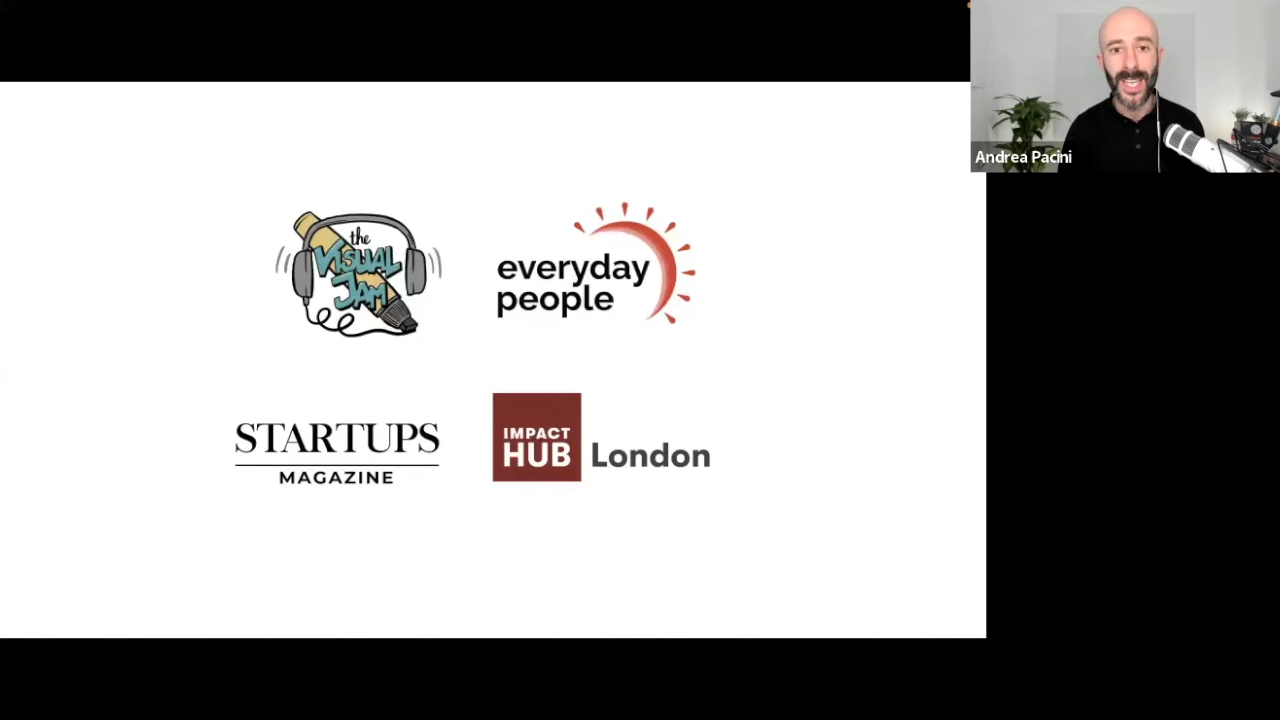 Andrea Pacini
the
VISUAL
JAM
everyday
people
STARTUPS
MAGAZINE
IMPACT
HUB London